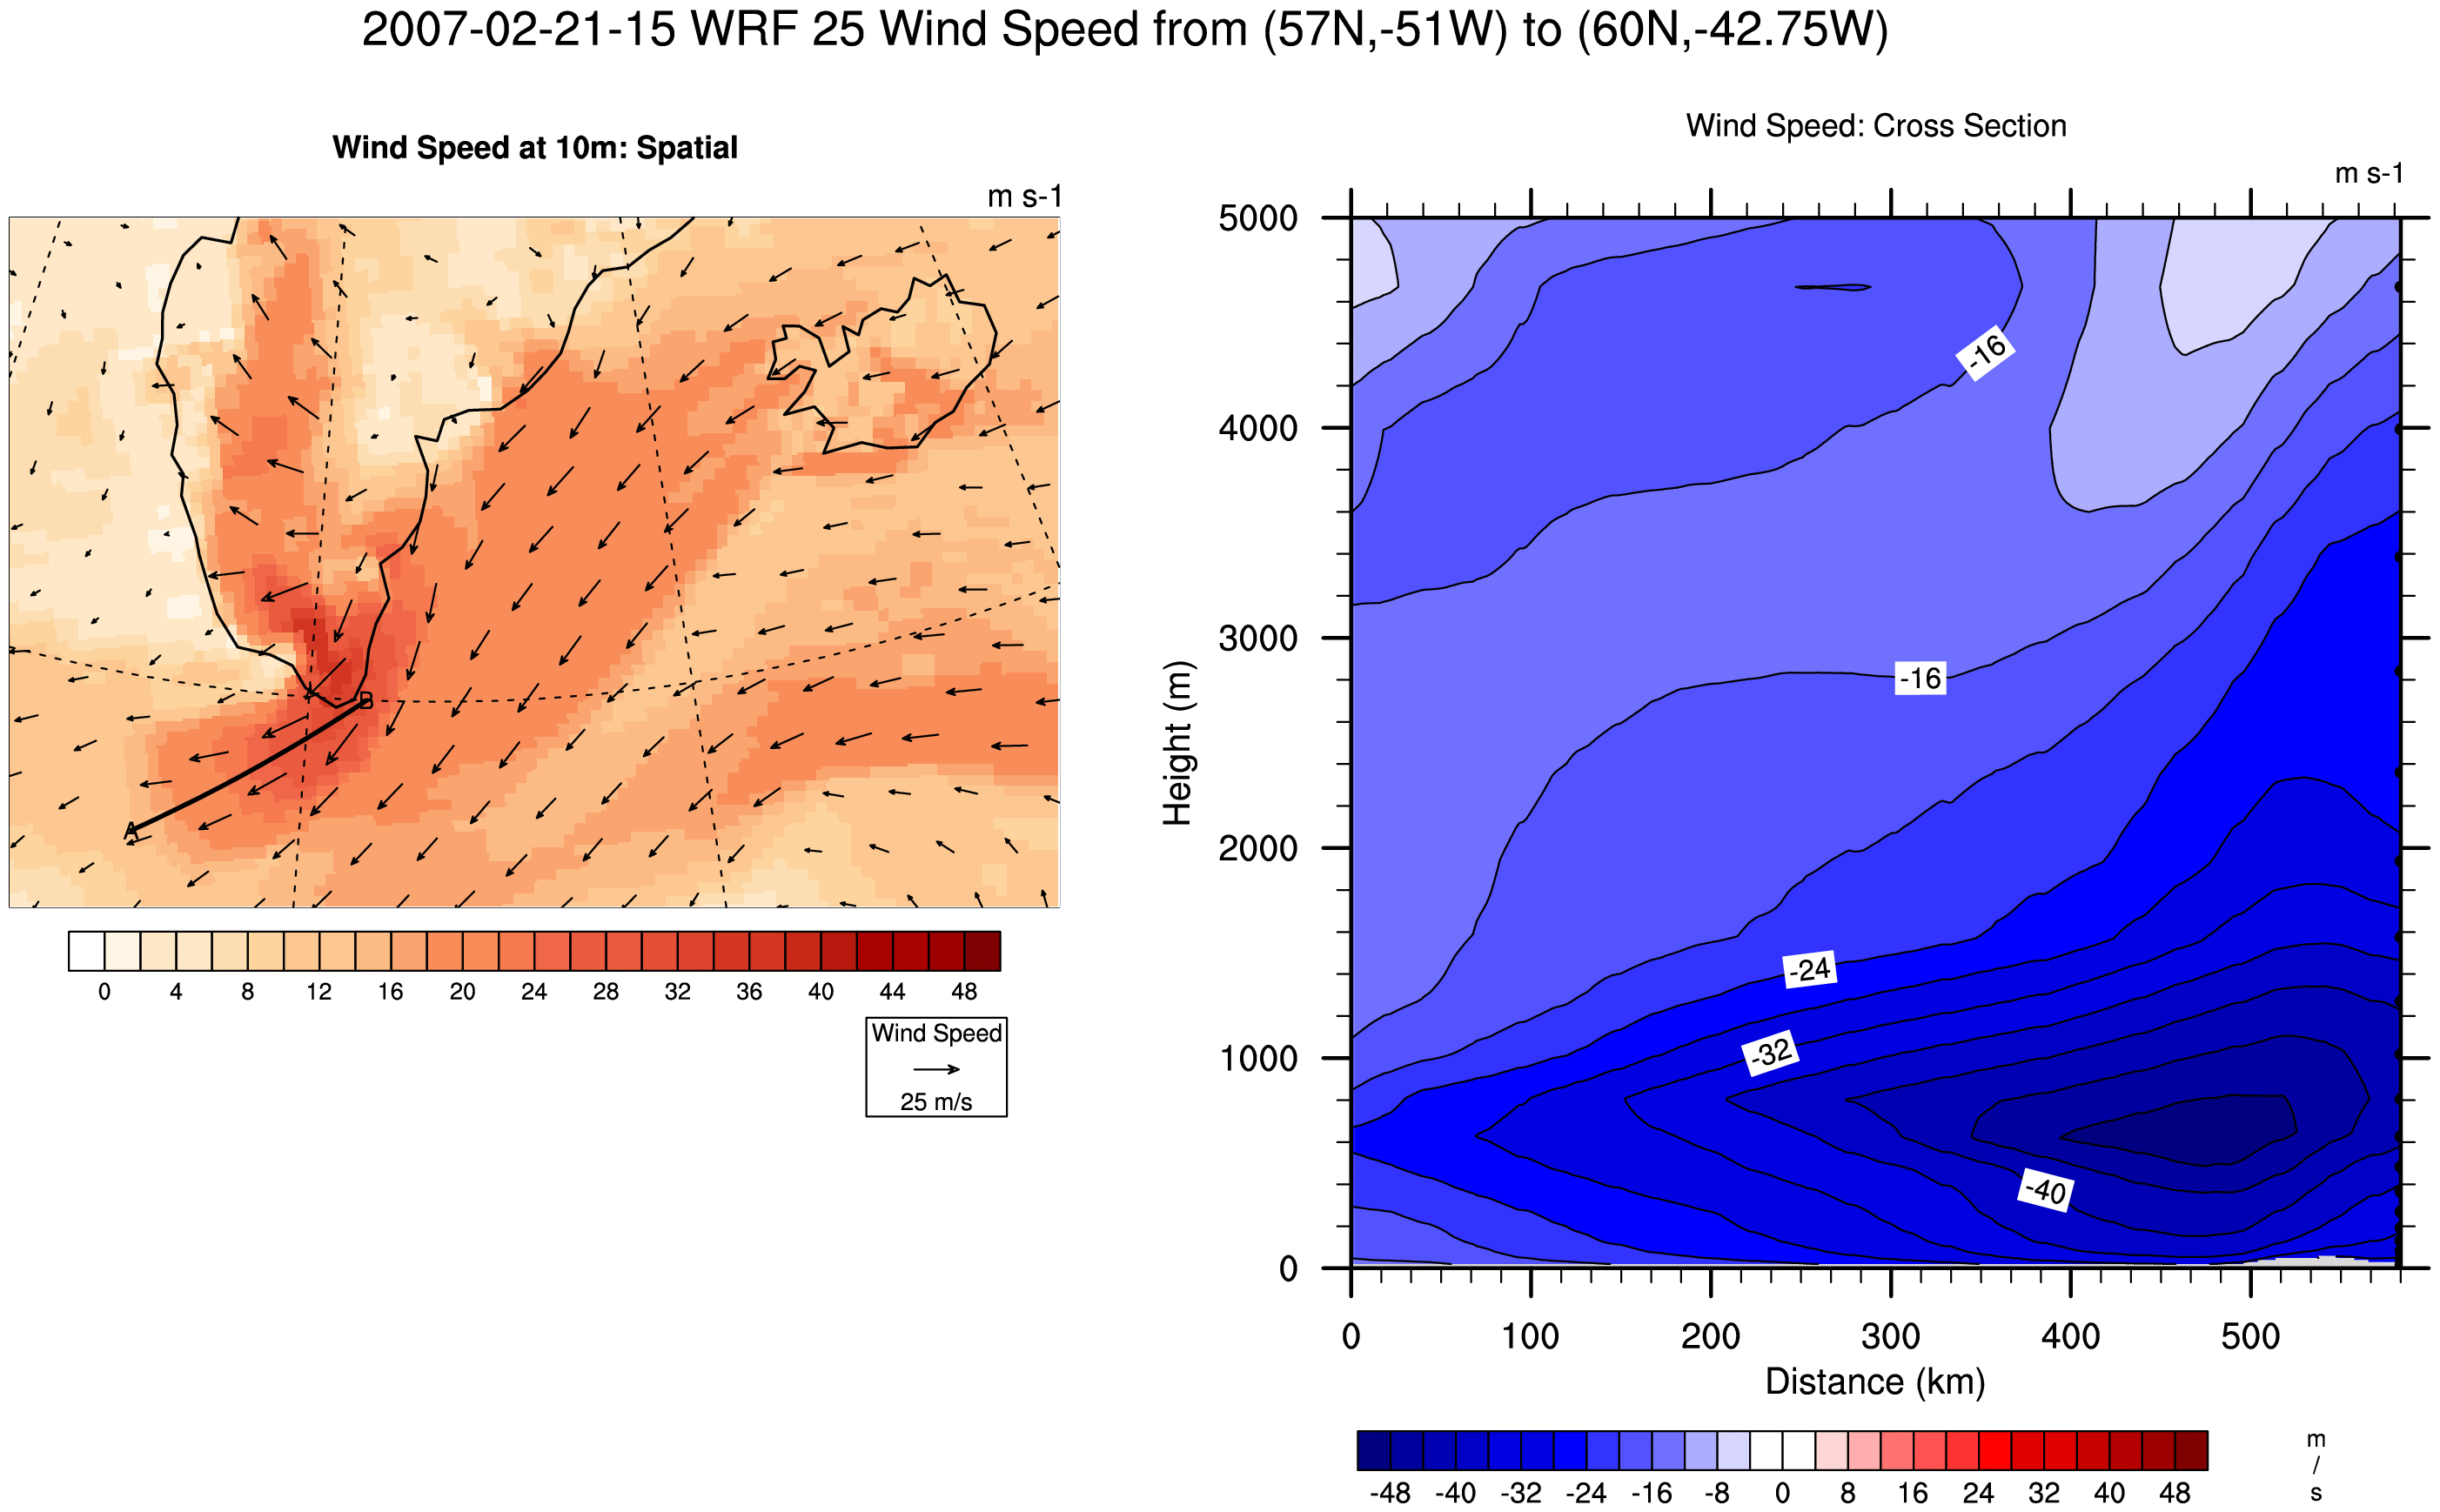 2007-02-21-15 WRF 25 Wind Speed from (57N,-51W) to (60N,-42.75W)
Wind Speed at 10m: Spatial
m s-1
B
A
0 4 8 12 16 20 24 28 32 36 40 44 48
Wind Speed
25 m/s
Wind Speed: Cross Section
m s-1
5000
4000
3000
2000
1000
0
Height (m)
-16
-16
-24
-32
-40
0 100 200 300 400 500
Distance (km)
-48 -40 -32 -24 -16 -8 0 8 16 24 32 40 48
m
/
s